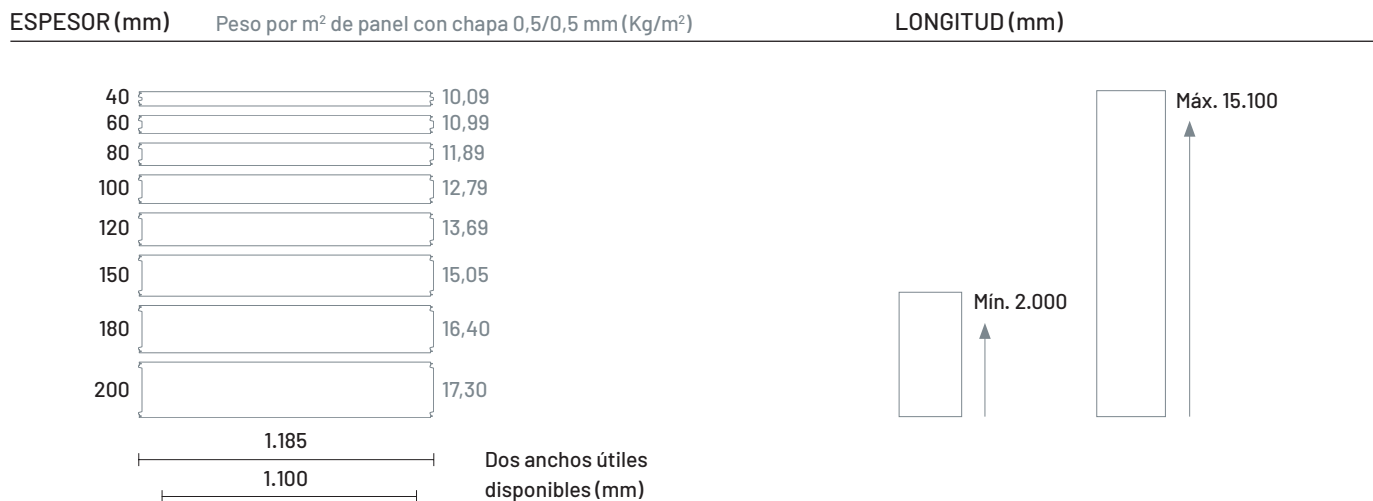 ESPESOR (mm) Peso por m² de panel con chapa 0,5/0,5 mm (Kg/m²) LONGITUD (mm)
40 10,09
60 10,99
80 11,89
100 12,79
120 13,69
150 15,05
180 16,40
200 17,30
1.185
1.100
Dos anchos útiles
disponibles (mm)
Mín. 2.000
Máx. 15.100